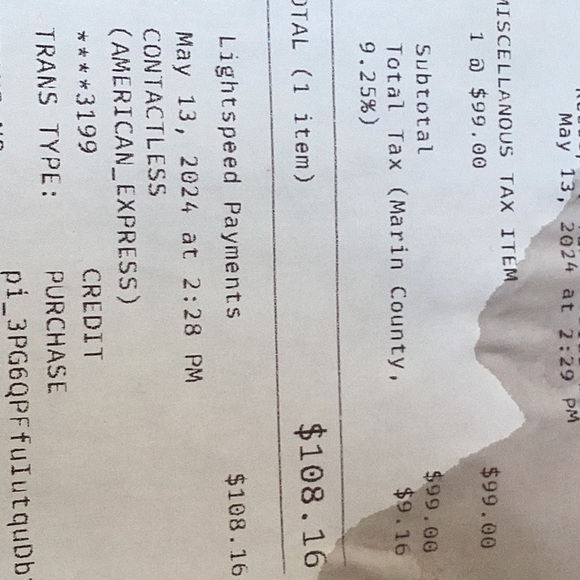 May 13, 2024 at 2:29 PM
MISCELLANOUS TAX ITEM
1 @ $99.00 $99.00
Subtotal $99.00
Total Tax (Marin County, $9.16
9.25%)
OTAL (1 item) $108.16
Lightspeed Payments $108.16
May 13, 2024 at 2:28 PM
CONTACTLESS
(AMERICAN_EXPRESS)
****3199 CREDIT
TRANS TYPE: PURCHASE
pi_3PG6QPFfuIutquDb